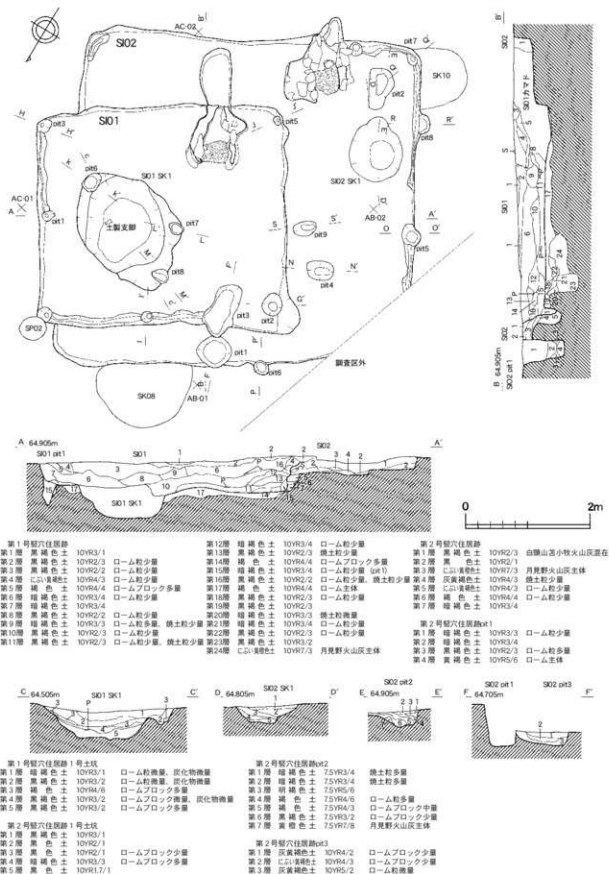 AC-02
B'
SI02
pit7
Q'
SK10
pit2
pit8
R'
R
SI02 SK1
SI01
pit3
H
H'
pit5
K
pit6
SI01 SK1
K'
AC-01
A
pit1
土製支脚
pit7
L'
L
M
pit8
M'
S
S'
pit9
AB-02
A'
O
O'
pit5
N
N'
pit4
G'
pit3
pit2
SP02
pit1
pit6
P'
P
調査区外
SK08
AB-01
B'
SI02
SI01カマド
SI01
SI02
SI02 pit1
B 64.905m
A 64.905m
A'
SI01 pit1
SI01
SI02
SI01 SK1
0 2m
第1号竪穴住居跡
第1層 黒褐色土 10YR3/1
第2層 黒褐色土 10YR2/3 ローム粒少量
第3層 黒褐色土 10YR2/2 ローム粒少量
第4層 にぶい黄褐色土 10YR4/3 ローム粒少量
第5層 褐色土 10YR4/4 ロームブロック多量
第6層 暗褐色土 10YR3/4 ローム粒少量
第7層 暗褐色土 10YR3/4
第8層 黒褐色土 10YR2/2 ローム粒少量
第9層 暗褐色土 10YR3/3 ローム粒多量、焼土粒少量
第10層 黒褐色土 10YR2/3 ローム粒少量
第11層 黒褐色土 10YR2/3 ローム粒少量、焼土粒少量
第12層 暗褐色土 10YR3/4 ローム粒少量
第13層 黒褐色土 10YR2/3 焼土粒少量
第14層 褐色土 10YR4/4 ロームブロック多量
第15層 暗褐色土 10YR3/4 ローム粒少量 (pit1)
第16層 黒褐色土 10YR2/2 ローム粒少量、焼土粒少量
第17層 褐色土 10YR4/4 ローム主体
第18層 黒褐色土 10YR2/3 ローム粒少量
第19層 黒褐色土 10YR2/3
第20層 暗褐色土 10YR3/3 焼土粒微量
第21層 暗褐色土 10YR3/4 ローム粒少量
第22層 黒褐色土 10YR2/3 ローム粒少量
第23層 黒褐色土 10YR3/2
第24層 にぶい黄橙色土 10YR7/3 月見野火山灰主体
第2号竪穴住居跡
第1層 黒褐色土 10YR2/3 白頭山苫小牧火山灰混在
第2層 黒色土 10YR2/1
第3層 にぶい黄橙色土 10YR7/3 月見野火山灰主体
第4層 灰黄褐色土 10YR4/3 焼土粒少量
第5層 にぶい黄褐色土 10YR4/3 ローム粒少量
第6層 褐色土 10YR4/4 ローム粒少量
第7層 暗褐色土 10YR3/4
第2号竪穴住居跡pit1
第1層 暗褐色土 10YR3/3 ローム粒少量
第2層 暗褐色土 10YR3/4
第3層 黒褐色土 10YR2/3 ローム粒多量
第4層 黄褐色土 10YR5/6 ローム主体
C 64.505m SI01 SK1 C'
D 64.805m SI02 SK1 D'
SI02 pit2
E 64.905m E'
SI02 pit1 SI02 pit3
F 64.705m F'
第1号竪穴住居跡1号土坑
第1層 暗褐色土 10YR3/1 ローム粒微量、炭化物微量
第2層 黒褐色土 10YR3/2 ローム粒微量、炭化物微量
第3層 褐色土 10YR4/6 ロームブロック多量
第4層 黒褐色土 10YR3/2 ロームブロック微量、炭化物微量
第5層 黒褐色土 10YR3/2 ロームブロック多量
第2号竪穴住居跡1号土坑
第1層 黒褐色土 10YR3/1
第2層 黒色土 10YR2/1
第3層 黒色土 10YR2/1 ロームブロック少量
第4層 暗褐色土 10YR3/3 ロームブロック多量
第5層 黒色土 10YR1.7/1
第2号竪穴住居跡pit2
第1層 暗褐色土 7.5YR3/4 焼土粒多量
第2層 暗褐色土 7.5YR3/4 焼土粒多量
第3層 明褐色土 7.5YR5/6
第4層 褐色土 7.5YR4/6 ローム粒多量
第5層 褐色土 7.5YR4/3 ロームブロック中量
第6層 黒褐色土 7.5YR3/2 ロームブロック少量
第7層 黄橙色土 7.5YR7/8 月見野火山灰主体
第2号竪穴住居跡pit3
第1層 灰黄褐色土 10YR4/2 ロームブロック少量
第2層 にぶい黄褐色土 10YR4/3 ロームブロック少量
第3層 灰黄褐色土 10YR5/2 ローム粒微量